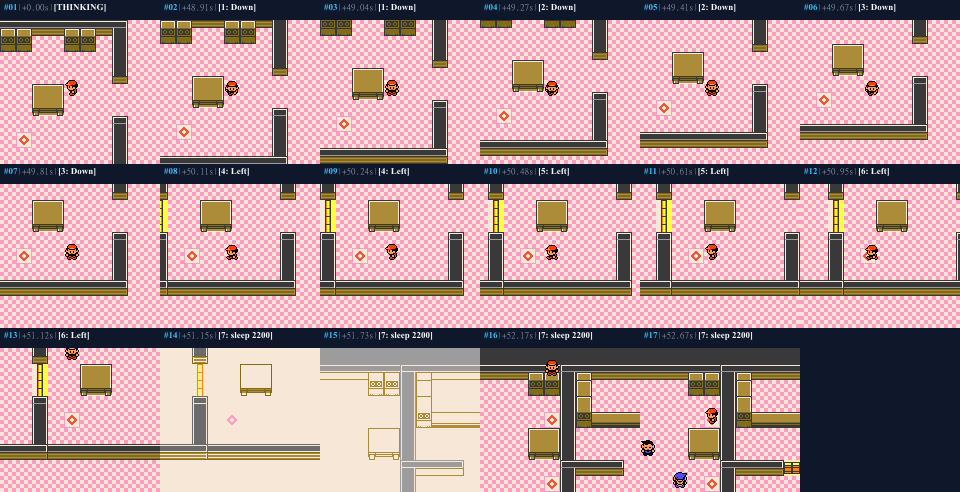 #01|+0.00s|[THINKING]
#02|+48.91s|[1: Down]
#03|+49.04s|[1: Down]
#04|+49.27s|[2: Down]
#05|+49.41s|[2: Down]
#06|+49.67s|[3: Down]
#07|+49.81s|[3: Down]
#08|+50.11s|[4: Left]
#09|+50.24s|[4: Left]
#10|+50.48s|[5: Left]
#11|+50.61s|[5: Left]
#12|+50.95s|[6: Left]
#13|+51.12s|[6: Left]
#14|+51.15s|[7: sleep 2200]
#15|+51.73s|[7: sleep 2200]
#16|+52.17s|[7: sleep 2200]
#17|+52.67s|[7: sleep 2200]